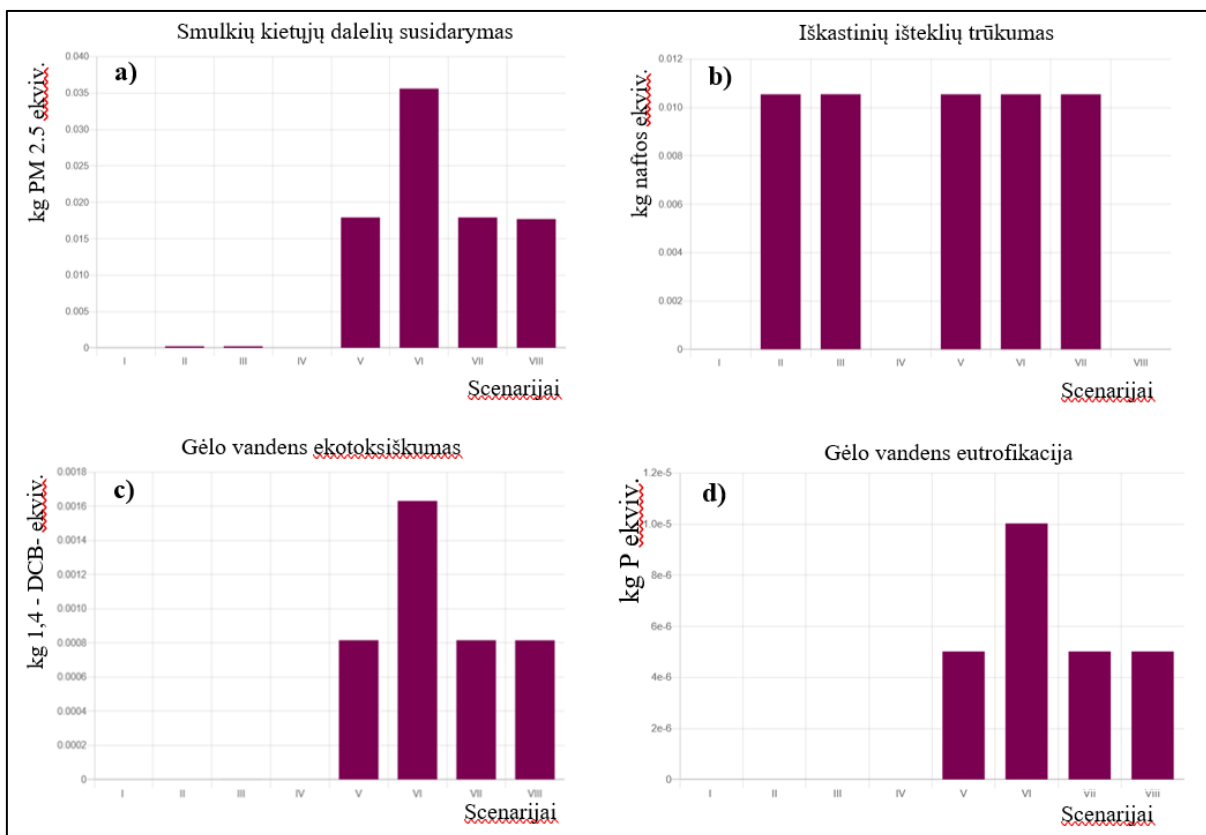 Smulkių kietųjų dalelių susidarymas
a)
kg PM 2.5 ekviv.
0.040
0.035
0.030
0.025
0.020
0.015
0.010
0.005
0
I II III IV V VI VII VIII
Scenarijai
Iškastinių išteklių trūkumas
b)
kg naftos ekviv.
0.012
0.010
0.008
0.006
0.004
0.002
0
I II III IV V VI VII VIII
Scenarijai
Gėlo vandens ekotoksiškumas
c)
kg 1,4 - DCB- ekviv.
0.0018
0.0016
0.0014
0.0012
0.0010
0.0008
0.0006
0.0004
0.0002
0
I II III IV V VI VII VIII
Scenarijai
Gėlo vandens eutrofikacija
d)
kg P ekviv.
1.2e-5
1.0e-5
8e-6
6e-6
4e-6
2e-6
0
I II III IV V VI vii viii
Scenarijai